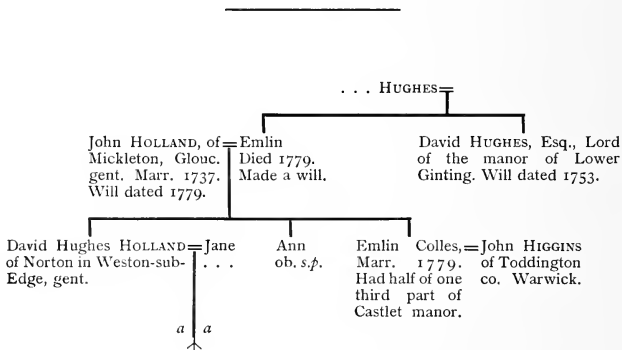 . . . HUGHES=
John HOLLAND, of=Emlin
Mickleton, Glouc. Died 1779.
gent. Marr. 1737. Made a will.
Will dated 1779.
David HUGHES, Esq., Lord
of the manor of Lower
Ginting. Will dated 1753.
David Hughes HOLLAND=Jane
of Norton in Weston-sub- . . .
Edge, gent.
Ann
ob. s.p.
Emlin Colles,=John HIGGINS
Marr. 1779. of Toddington
Had half of one co. Warwick.
third part of
Castlet manor.
a a